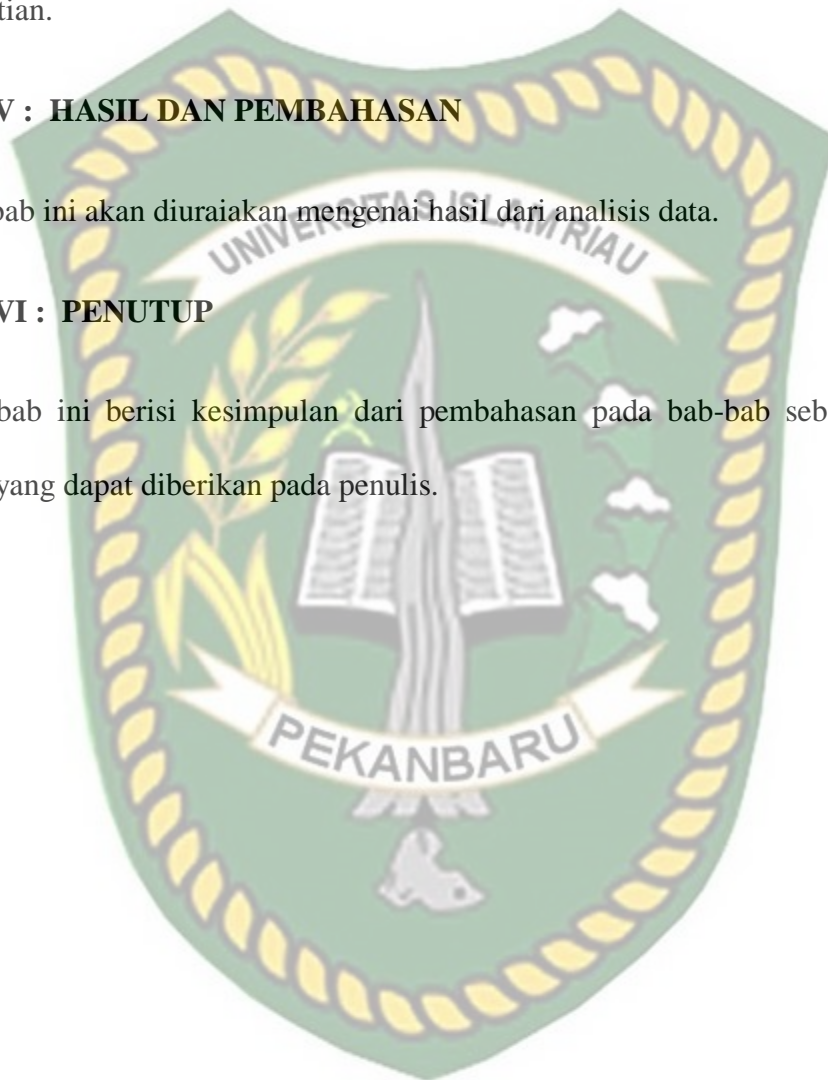 tian.
V : HASIL DAN PEMBAHASAN
bab ini akan diuraiakan mengenai hasil dari analisis data.
UNIVERSITAS ISLAM RIAU
VI : PENUTUP
bab ini berisi kesimpulan dari pembahasan pada bab-bab seb
yang dapat diberikan pada penulis.
PEKANBARU